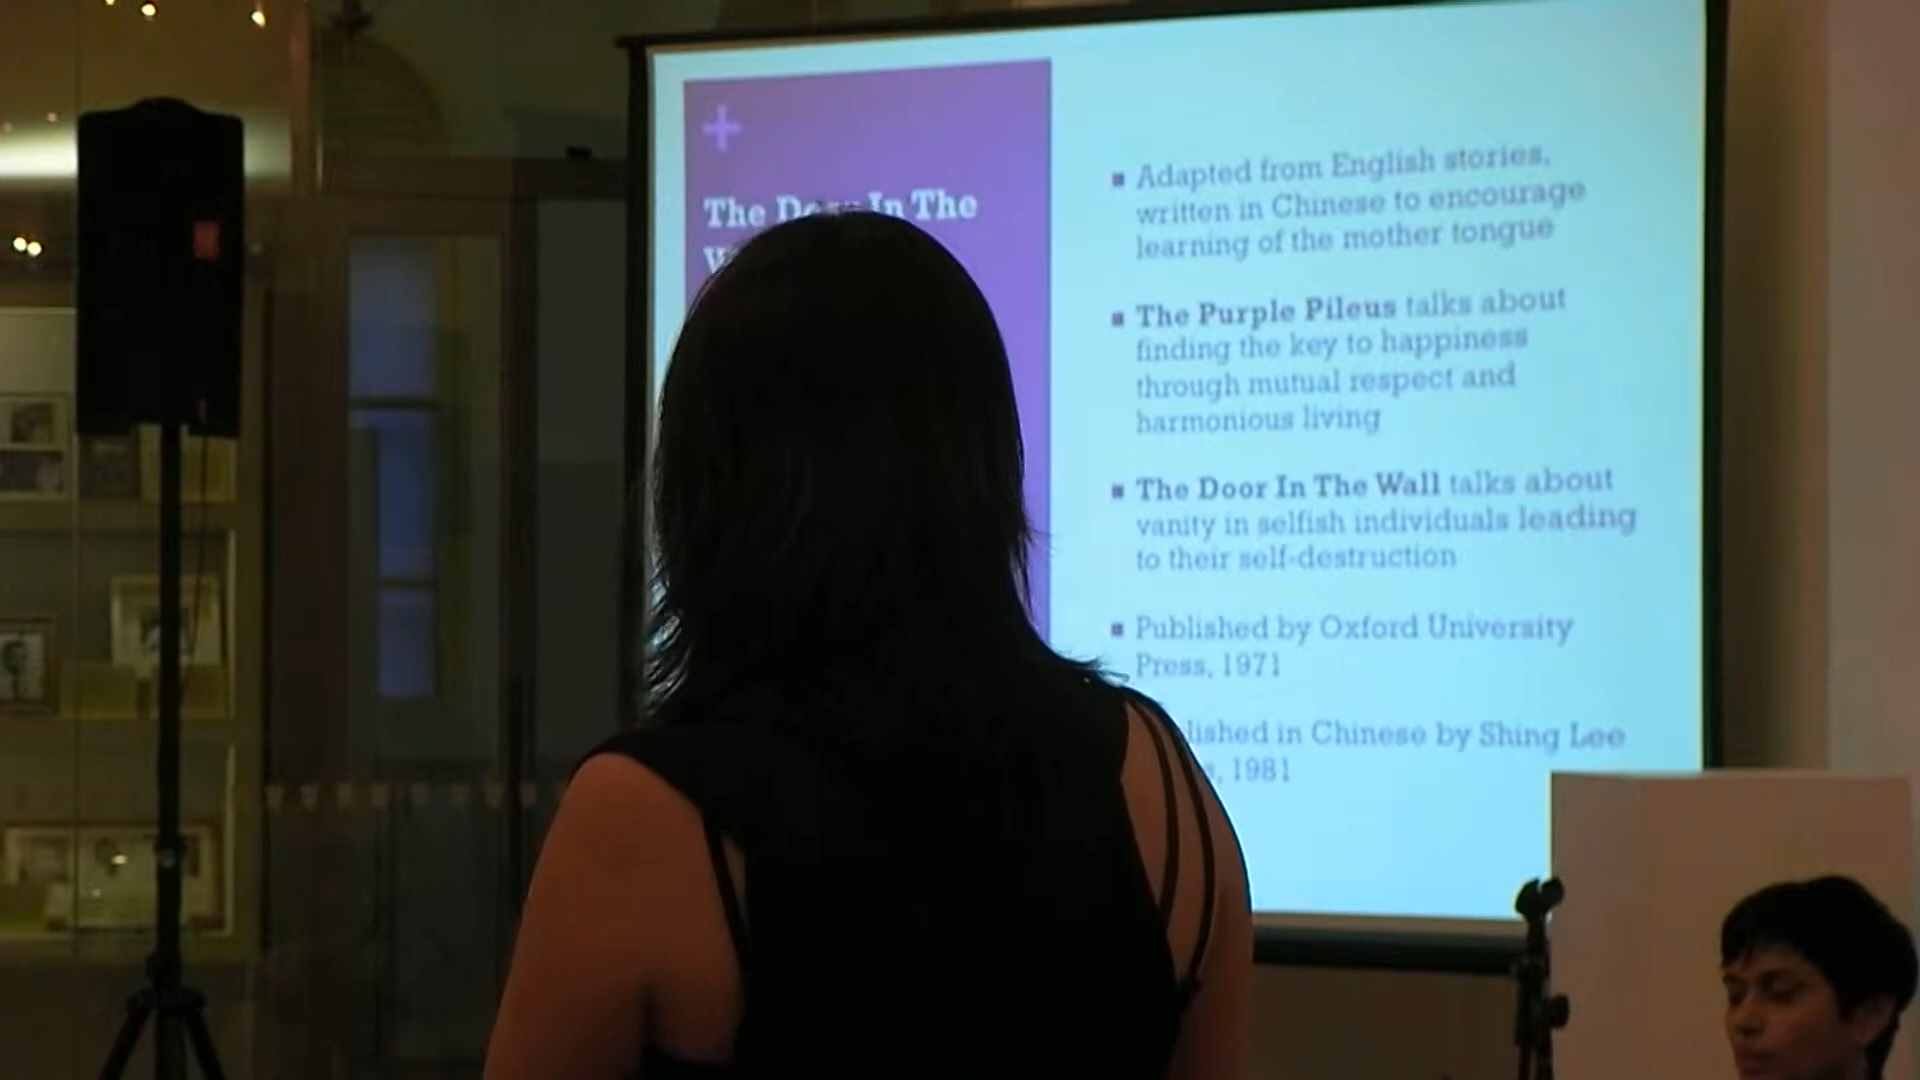 The In The
Adapted from English stories,
written in Chinese to encourage
learning of the mother tongue
The Purple Pileus talks about
finding the key to happiness
through mutual respect and
harmonious living
The Door In The Wall talks about
vanity in selfish individuals leading
to their self-destruction
Published by Oxford University
Press, 1971
in Chinese by Shing Lee
1981